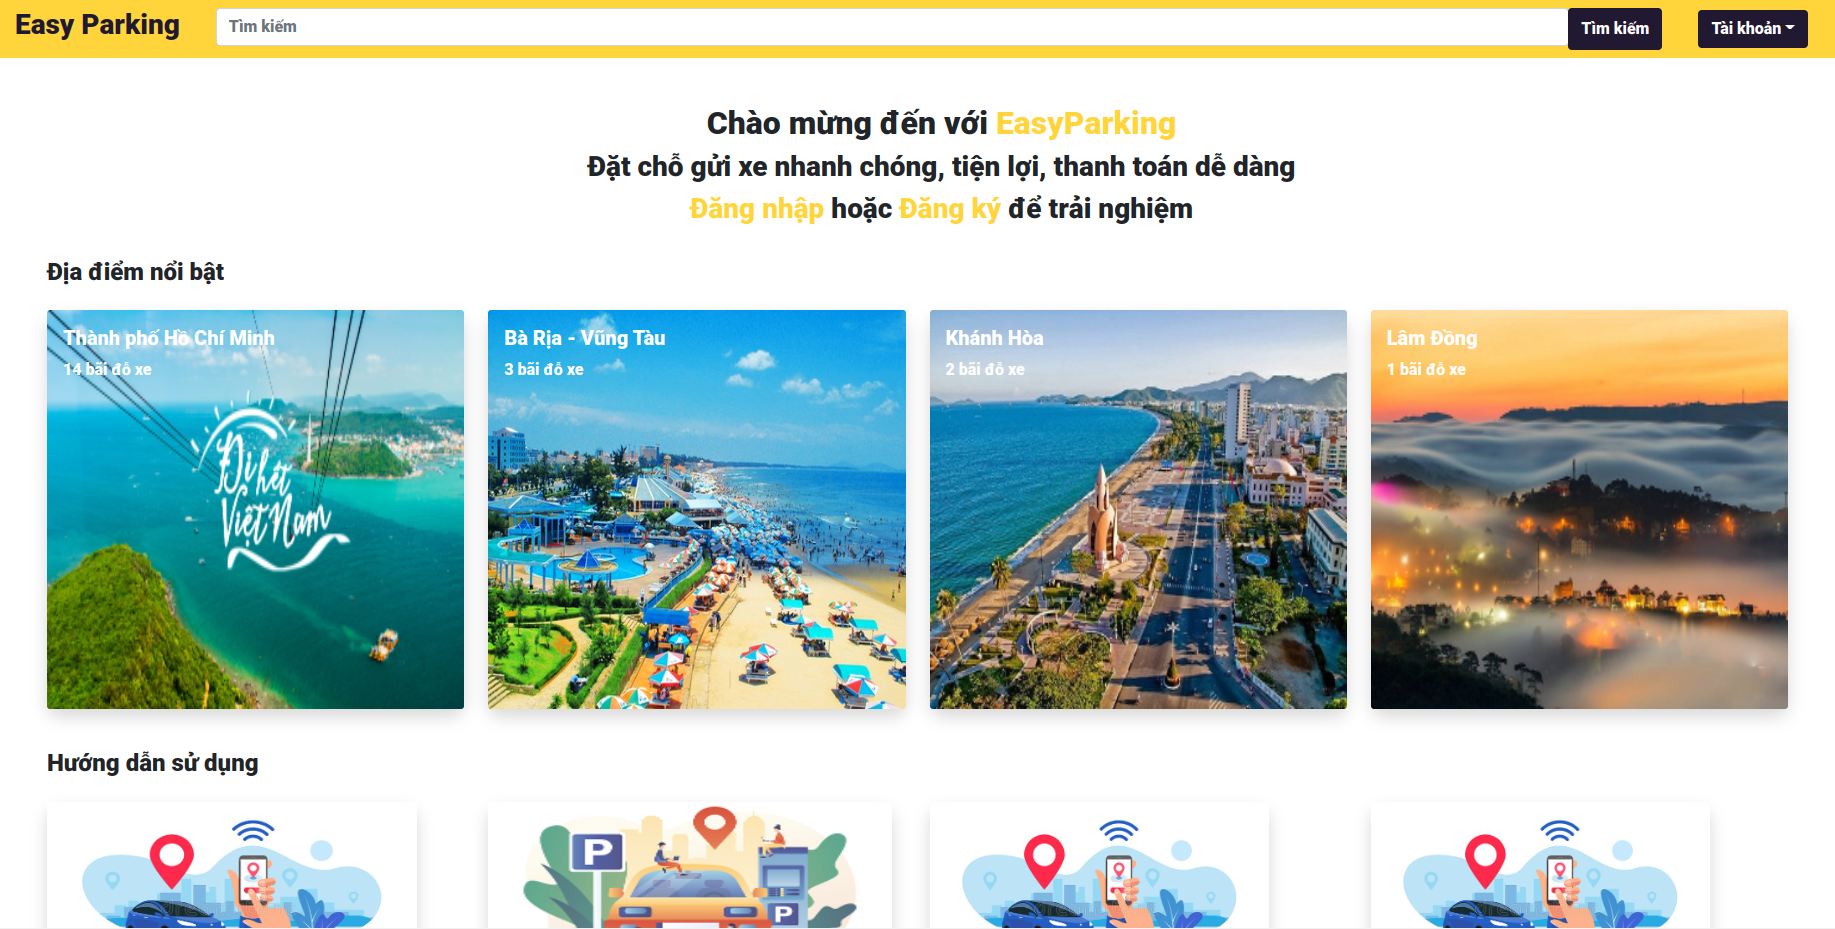 Easy Parking
Tìm kiếm
Tìm kiếm
Tài khoản
Chào mừng đến với EasyParking
Đặt chỗ gửi xe nhanh chóng, tiện lợi, thanh toán dễ dàng
Đăng nhập hoặc Đăng ký để trải nghiệm
Địa điểm nổi bật
Thành phố Hồ Chí Minh
14 bãi đỗ xe
Đi hết
Việt Nam
Bà Rịa - Vũng Tàu
3 bãi đỗ xe
Khánh Hòa
2 bãi đỗ xe
Lâm Đồng
1 bãi đỗ xe
Hướng dẫn sử dụng
P
P